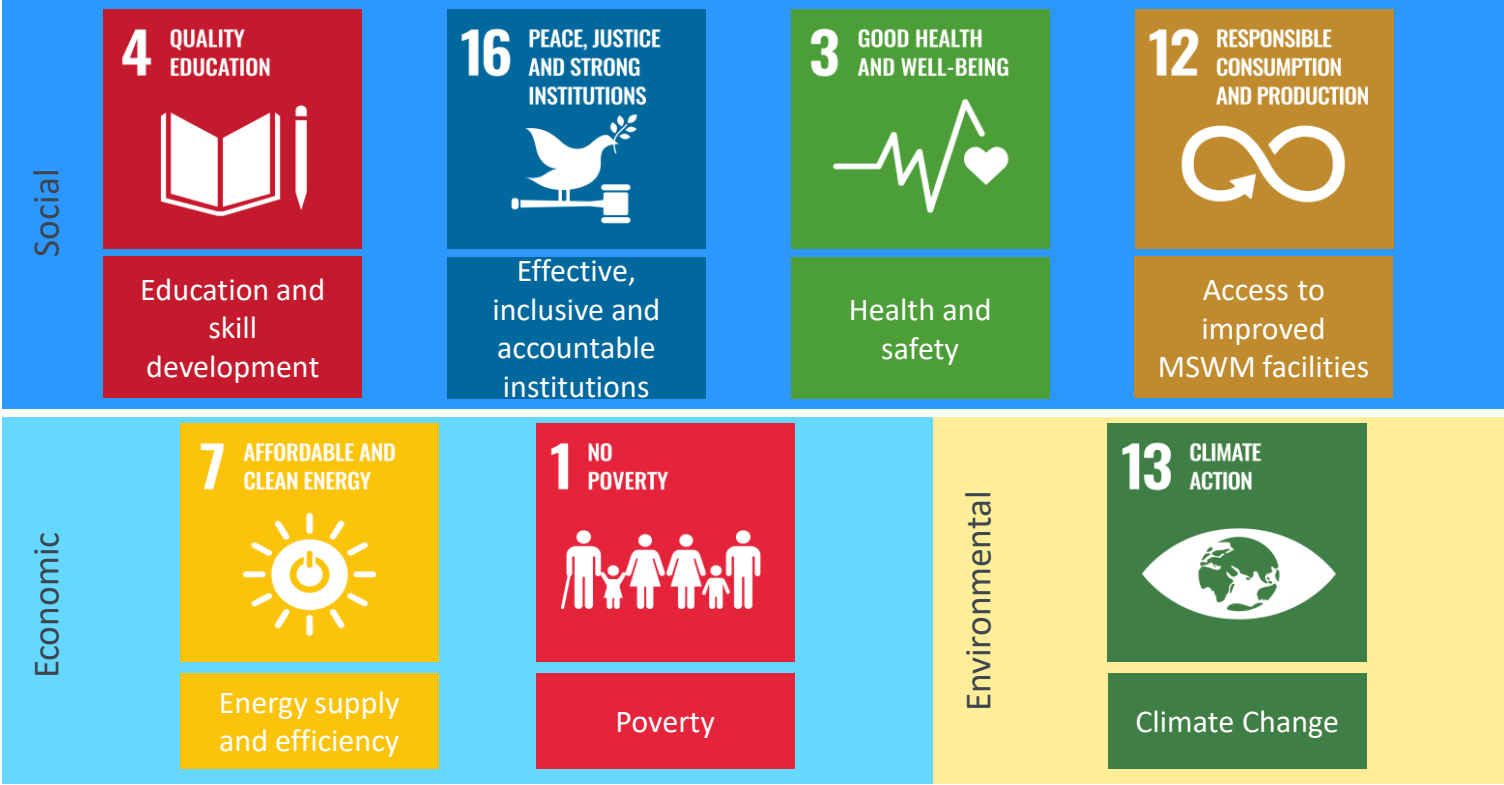 Social
4 QUALITY
EDUCATION
Education and
skill
development
16 PEACE, JUSTICE
AND STRONG
INSTITUTIONS
Effective,
inclusive and
accountable
institutions
3 GOOD HEALTH
AND WELL-BEING
Health and
safety
12 RESPONSIBLE
CONSUMPTION
AND PRODUCTION
Access to
improved
MSWM facilities
Economic
7 AFFORDABLE AND
CLEAN ENERGY
Energy supply
and efficiency
1 NO
POVERTY
Poverty
Environmental
13 CLIMATE
ACTION
Climate Change